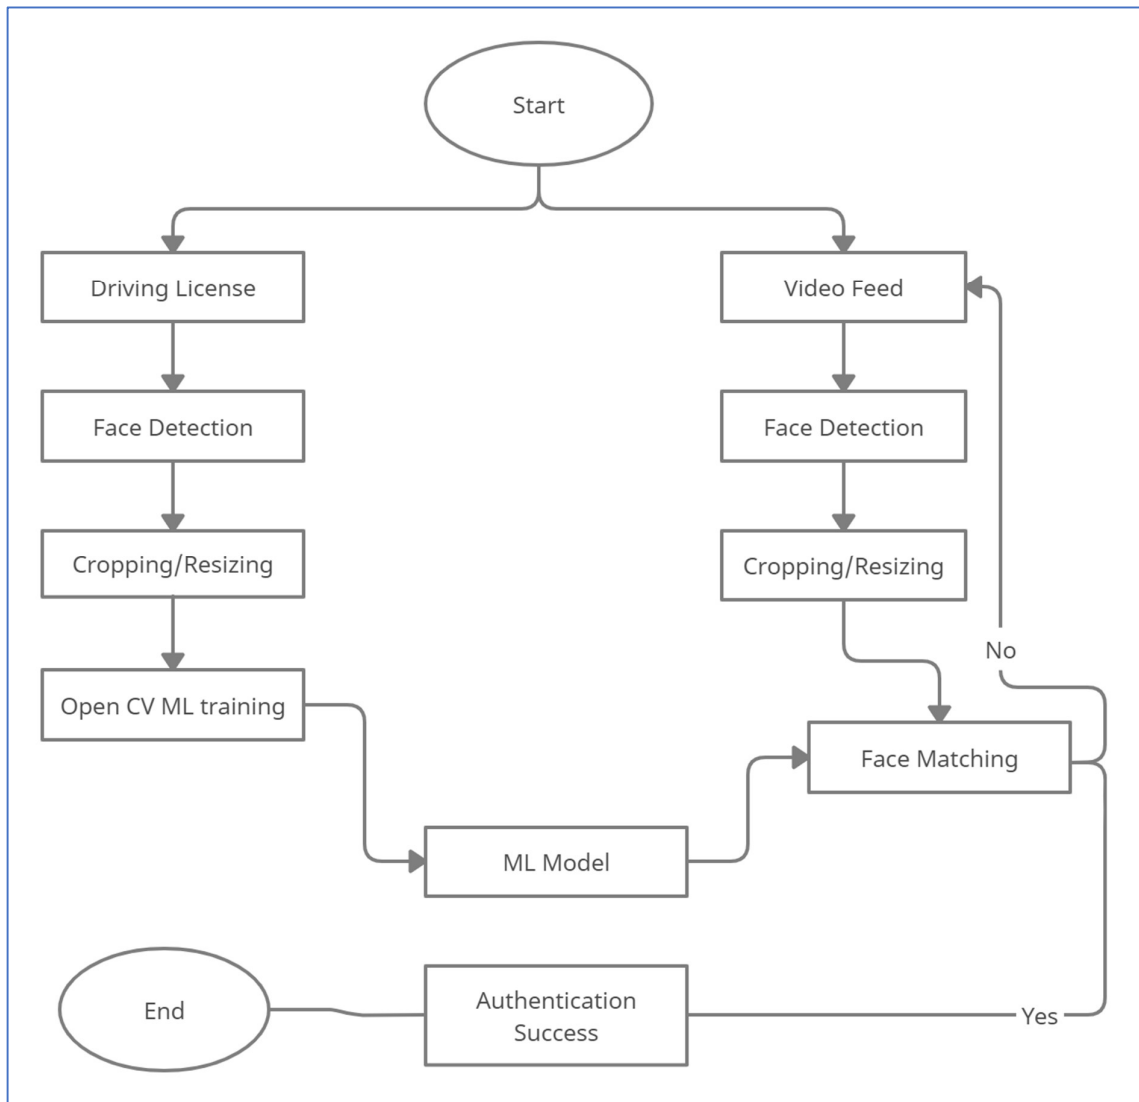 Start
Driving License
Video Feed
Face Detection
Face Detection
Cropping/Resizing
Cropping/Resizing
No
Open CV ML training
Face Matching
ML Model
End
Authentication
Success
Yes